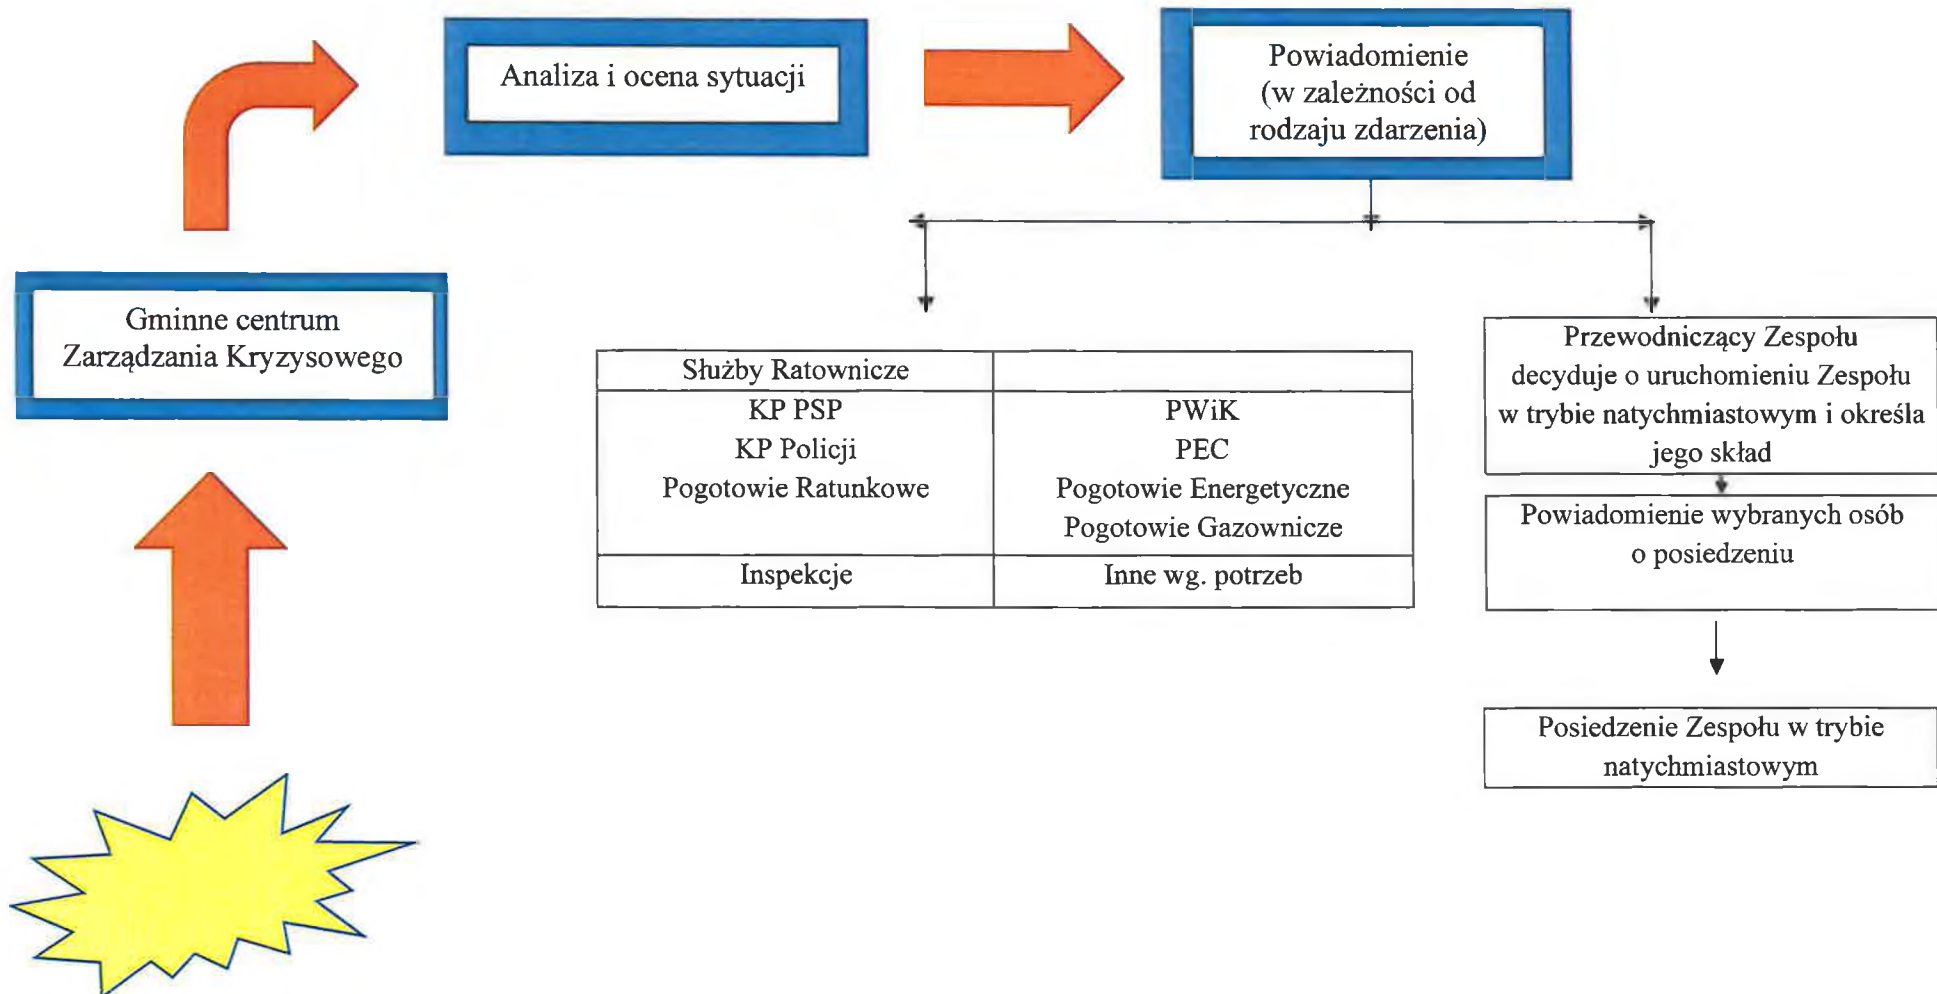 Analiza i ocena sytuacji
Powiadomienie
(w zależności od
rodzaju zdarzenia)
Gminne centrum
Zarządzania Kryzysowego
Służby Ratownicze
KP PSP
KP Policji
Pogotowie Ratunkowe
PWiK
PEC
Pogotowie Energetyczne
Pogotowie Gazownicze
Inspekcje
Inne wg. potrzeb
Przewodniczący Zespołu
decyduje o uruchomieniu Zespołu
w trybie natychmiastowym i określa
jego skład
Powiadomienie wybranych osób
o posiedzeniu
Posiedzenie Zespołu w trybie
natychmiastowym